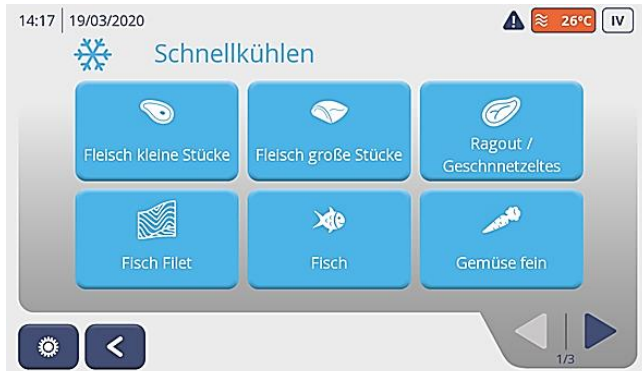 14:17 19/03/2020
26°C IV
Schnellkühlen
Fleisch kleine Stücke
Fleisch große Stücke
Ragout /
Geschnnetzeltes
Fisch Filet
Fisch
Gemüse fein
1/3